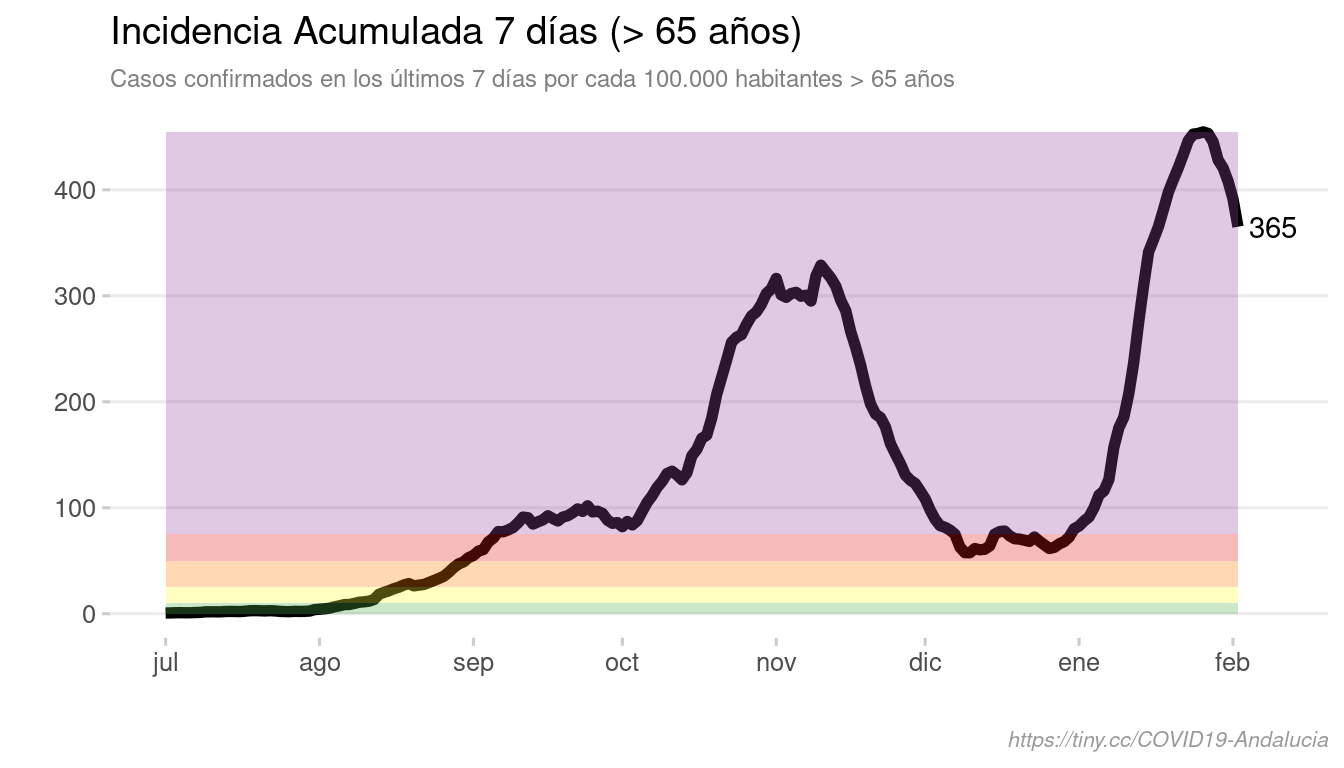 Incidencia Acumulada 7 días (> 65 años)
Casos confirmados en los últimos 7 días por cada 100.000 habitantes > 65 años
400
365
300
200
100
0
jul ago sep oct nov dic ene feb
https://tiny.cc/COVID19-Andalucia